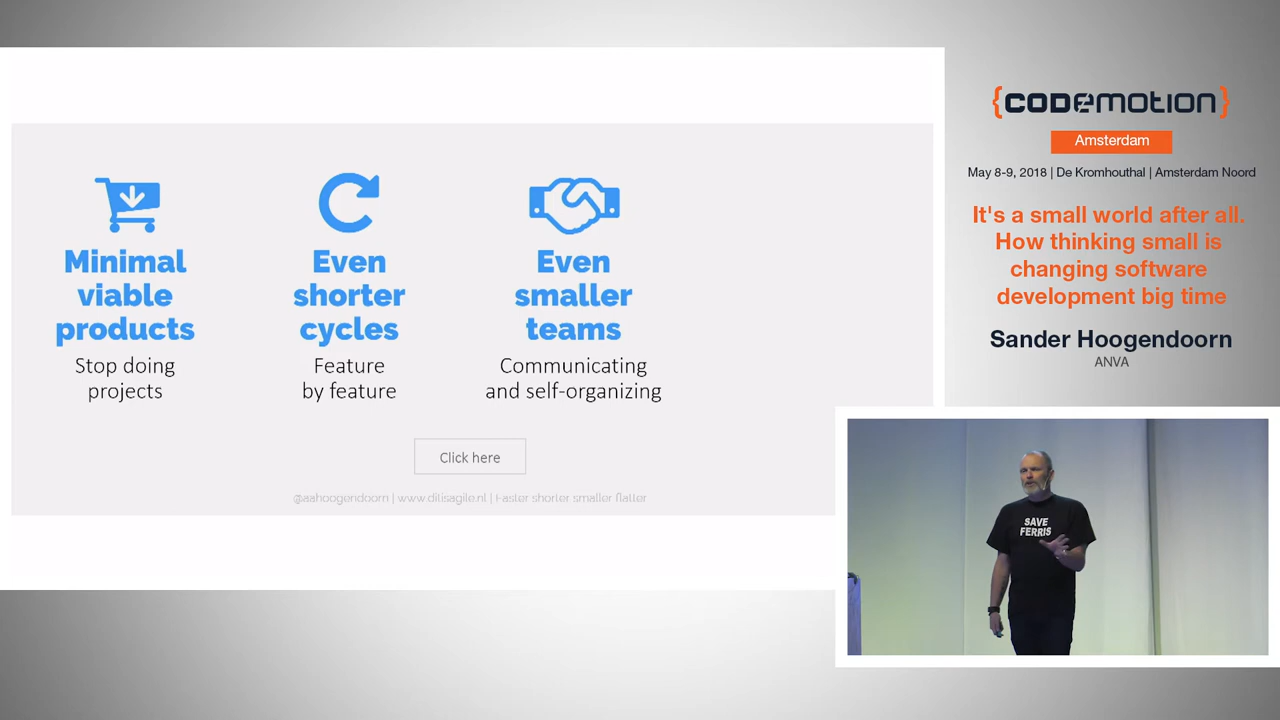 Minimal
viable
products
Stop doing
projects
Even
shorter
cycles
Feature
by feature
Even
smaller
teams
Communicating
and self-organizing
Click here
@aahoogendoorn | www.ditisagile.nl | Faster shorter smaller flatter
{CODEMOTION}
Amsterdam
May 8-9, 2018 | De Kromhouthal | Amsterdam Noord
It's a small world after all.
How thinking small is
changing software
development big time
Sander Hoogendoorn
ANVA
SAVE
FERRIS